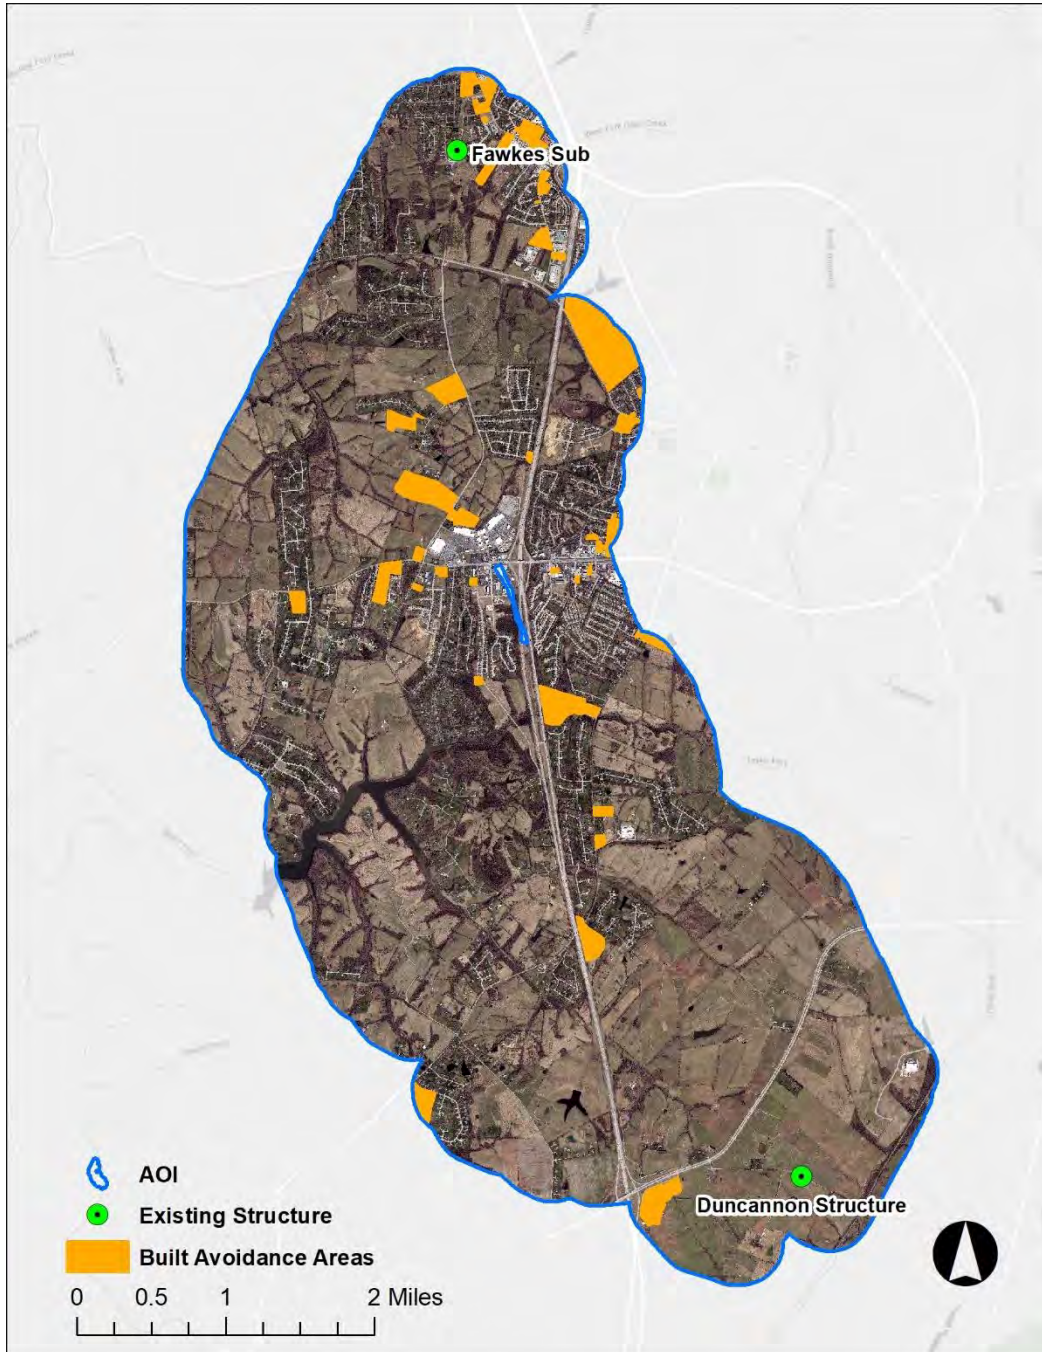 Fawkes Sub
Duncannon Structure
AOI
Existing Structure
Built Avoidance Areas
0 0.5 1 2 Miles